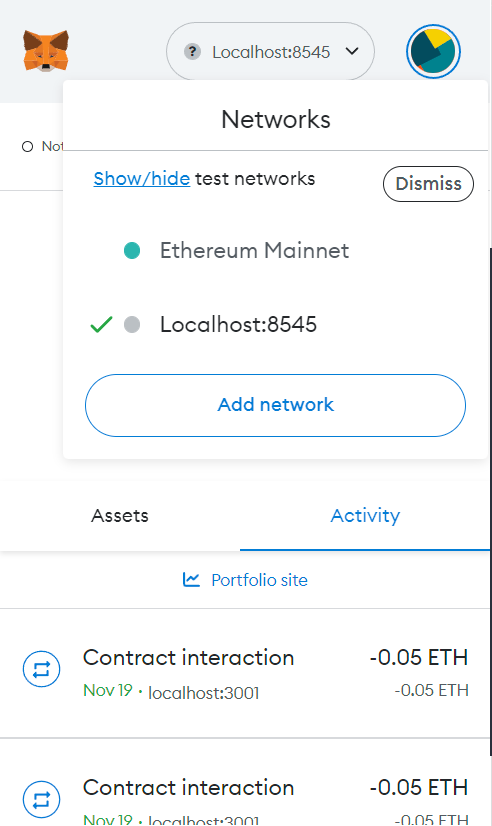 ? Localhost:8545
Networks
Not
Show/hide test networks
Dismiss
Ethereum Mainnet
Localhost:8545
Add network
Assets
Activity
Portfolio site
Contract interaction
-0.05 ETH
Nov 19 · localhost:3001
-0.05 ETH
Contract interaction
-0.05 ETH
Nov 19 · localhost:3001
-0.05 ETH